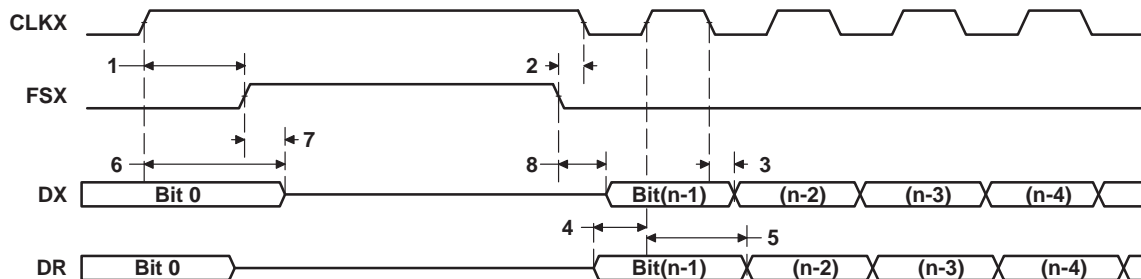 CLKX
1
2
FSX
7
6
8
3
DX
Bit 0
Bit(n-1)
(n-2)
(n-3)
(n-4)
4
5
DR
Bit 0
Bit(n-1)
(n-2)
(n-3)
(n-4)